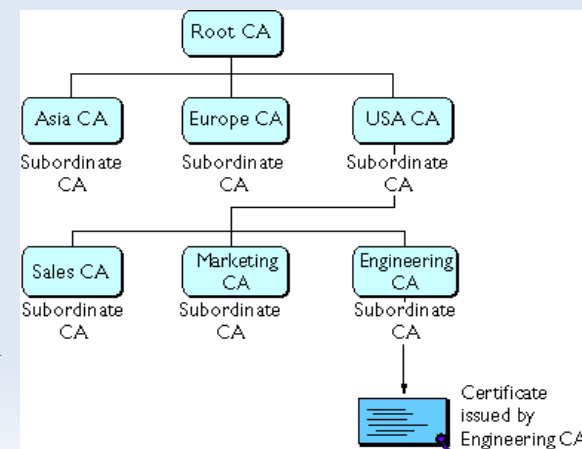 Root CA
Asia CA
Europe CA
USA CA
Subordinate
CA
Subordinate
CA
Subordinate
CA
Sales CA
Marketing
CA
Engineering
CA
Subordinate
CA
Subordinate
CA
Subordinate
CA
Certificate
issued by
Engineering CA